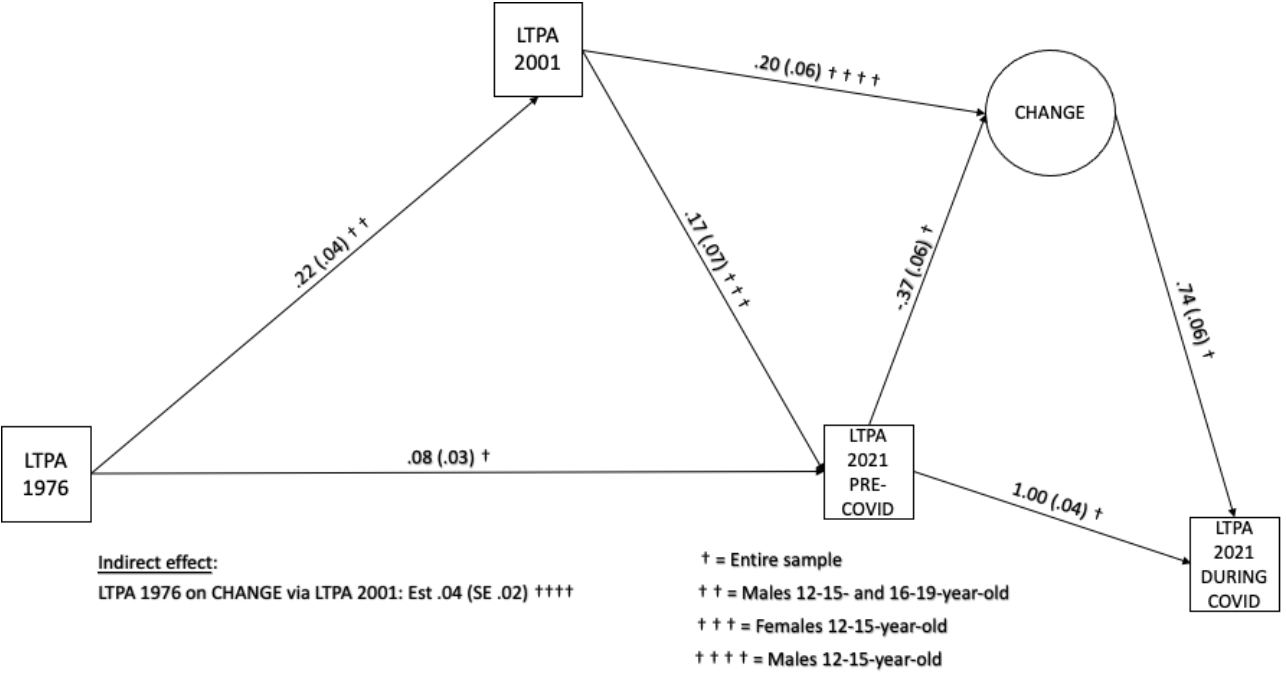 LTPA
2001
.20 (.06) † † † †
CHANGE
.22 (.04) † †
.17 (.07) † † †
-.37 (.06) †
.74 (.06) †
LTPA
1976
.08 (.03) †
LTPA
2021
PRE-
COVID
1.00 (.04) †
LTPA
2021
DURING
COVID
Indirect effect:
LTPA 1976 on CHANGE via LTPA 2001: Est .04 (SE .02) ††††
† = Entire sample
† † = Males 12-15- and 16-19-year-old
† † † = Females 12-15-year-old
† † † † = Males 12-15-year-old